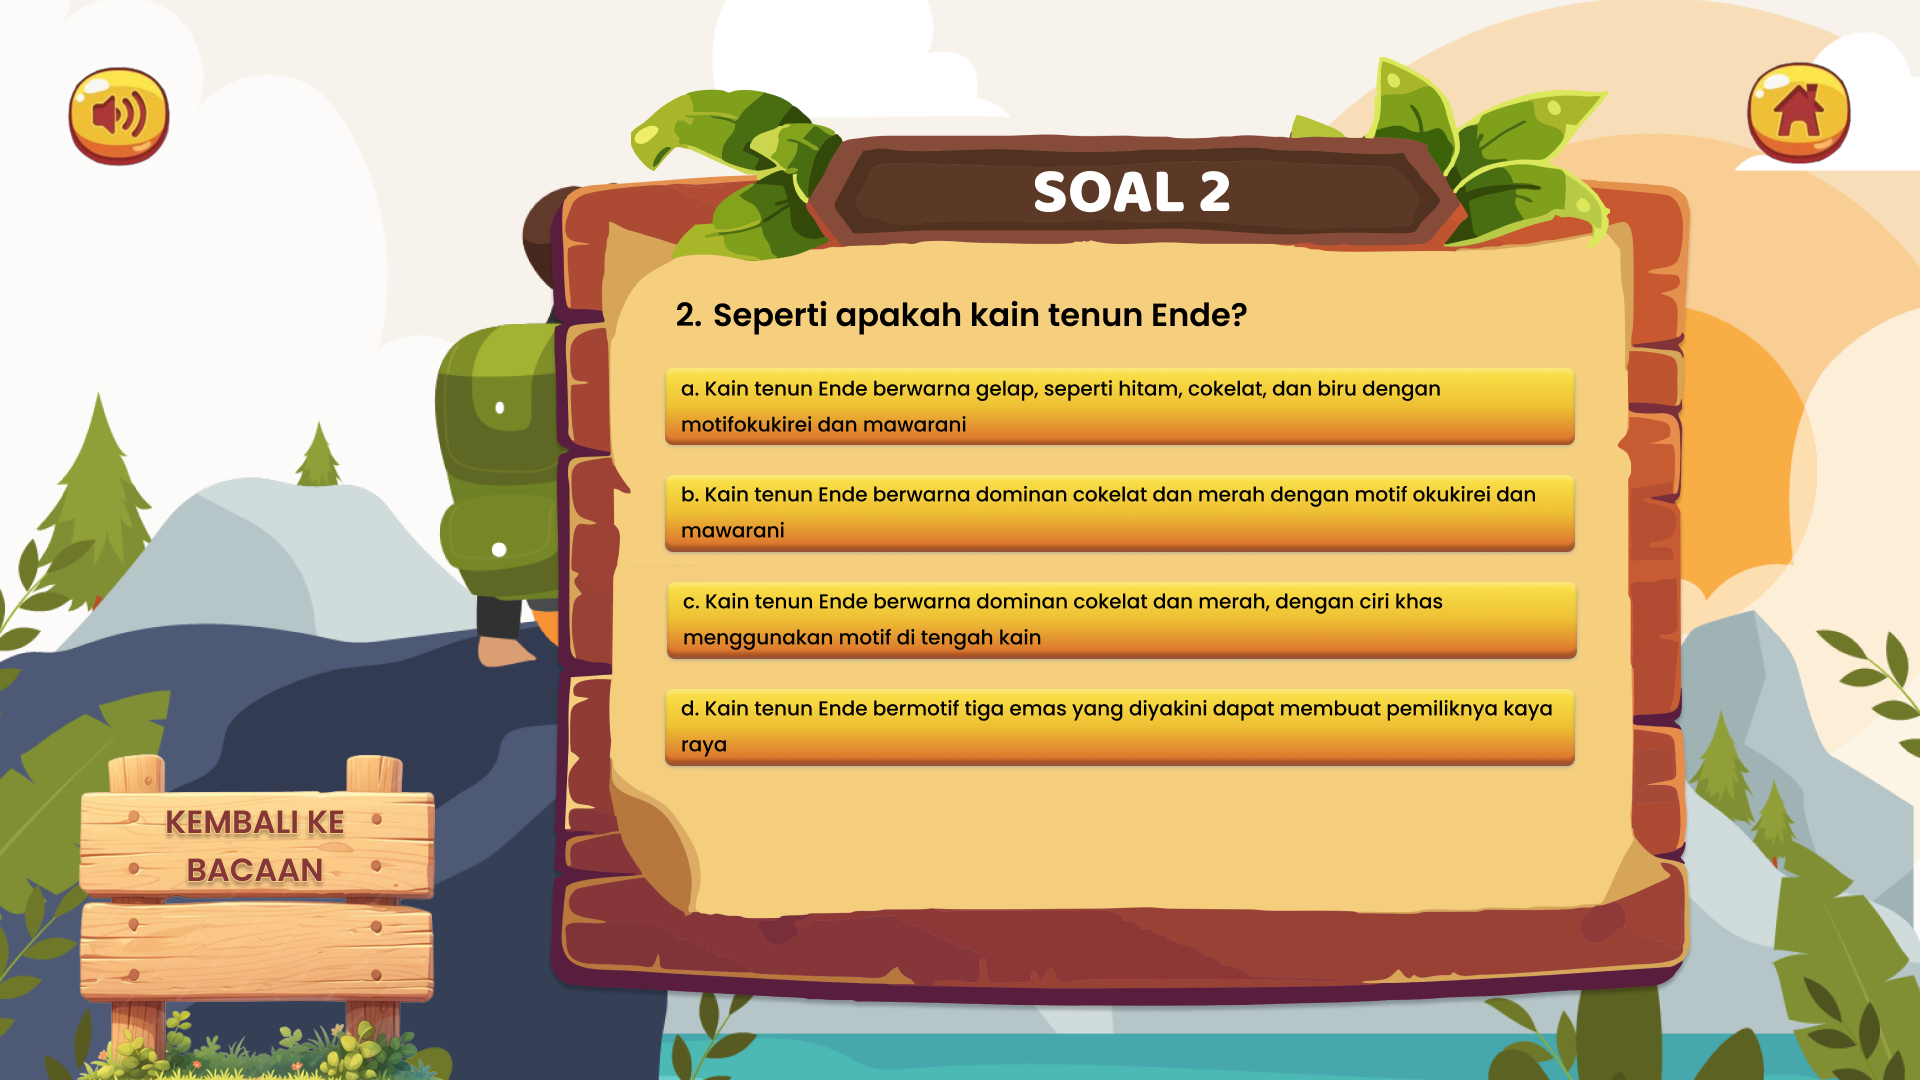 SOAL 2
2. Seperti apakah kain tenun Ende?
a. Kain tenun Ende berwarna gelap, seperti hitam, cokelat, dan biru dengan
motifokukirei dan mawarani
b. Kain tenun Ende berwarna dominan cokelat dan merah dengan motif okukirei dan
mawarani
c. Kain tenun Ende berwarna dominan cokelat dan merah, dengan ciri khas
menggunakan motif di tengah kain
d. Kain tenun Ende bermotif tiga emas yang diyakini dapat membuat pemiliknya kaya
raya
KEMBALI KE
BACAAN